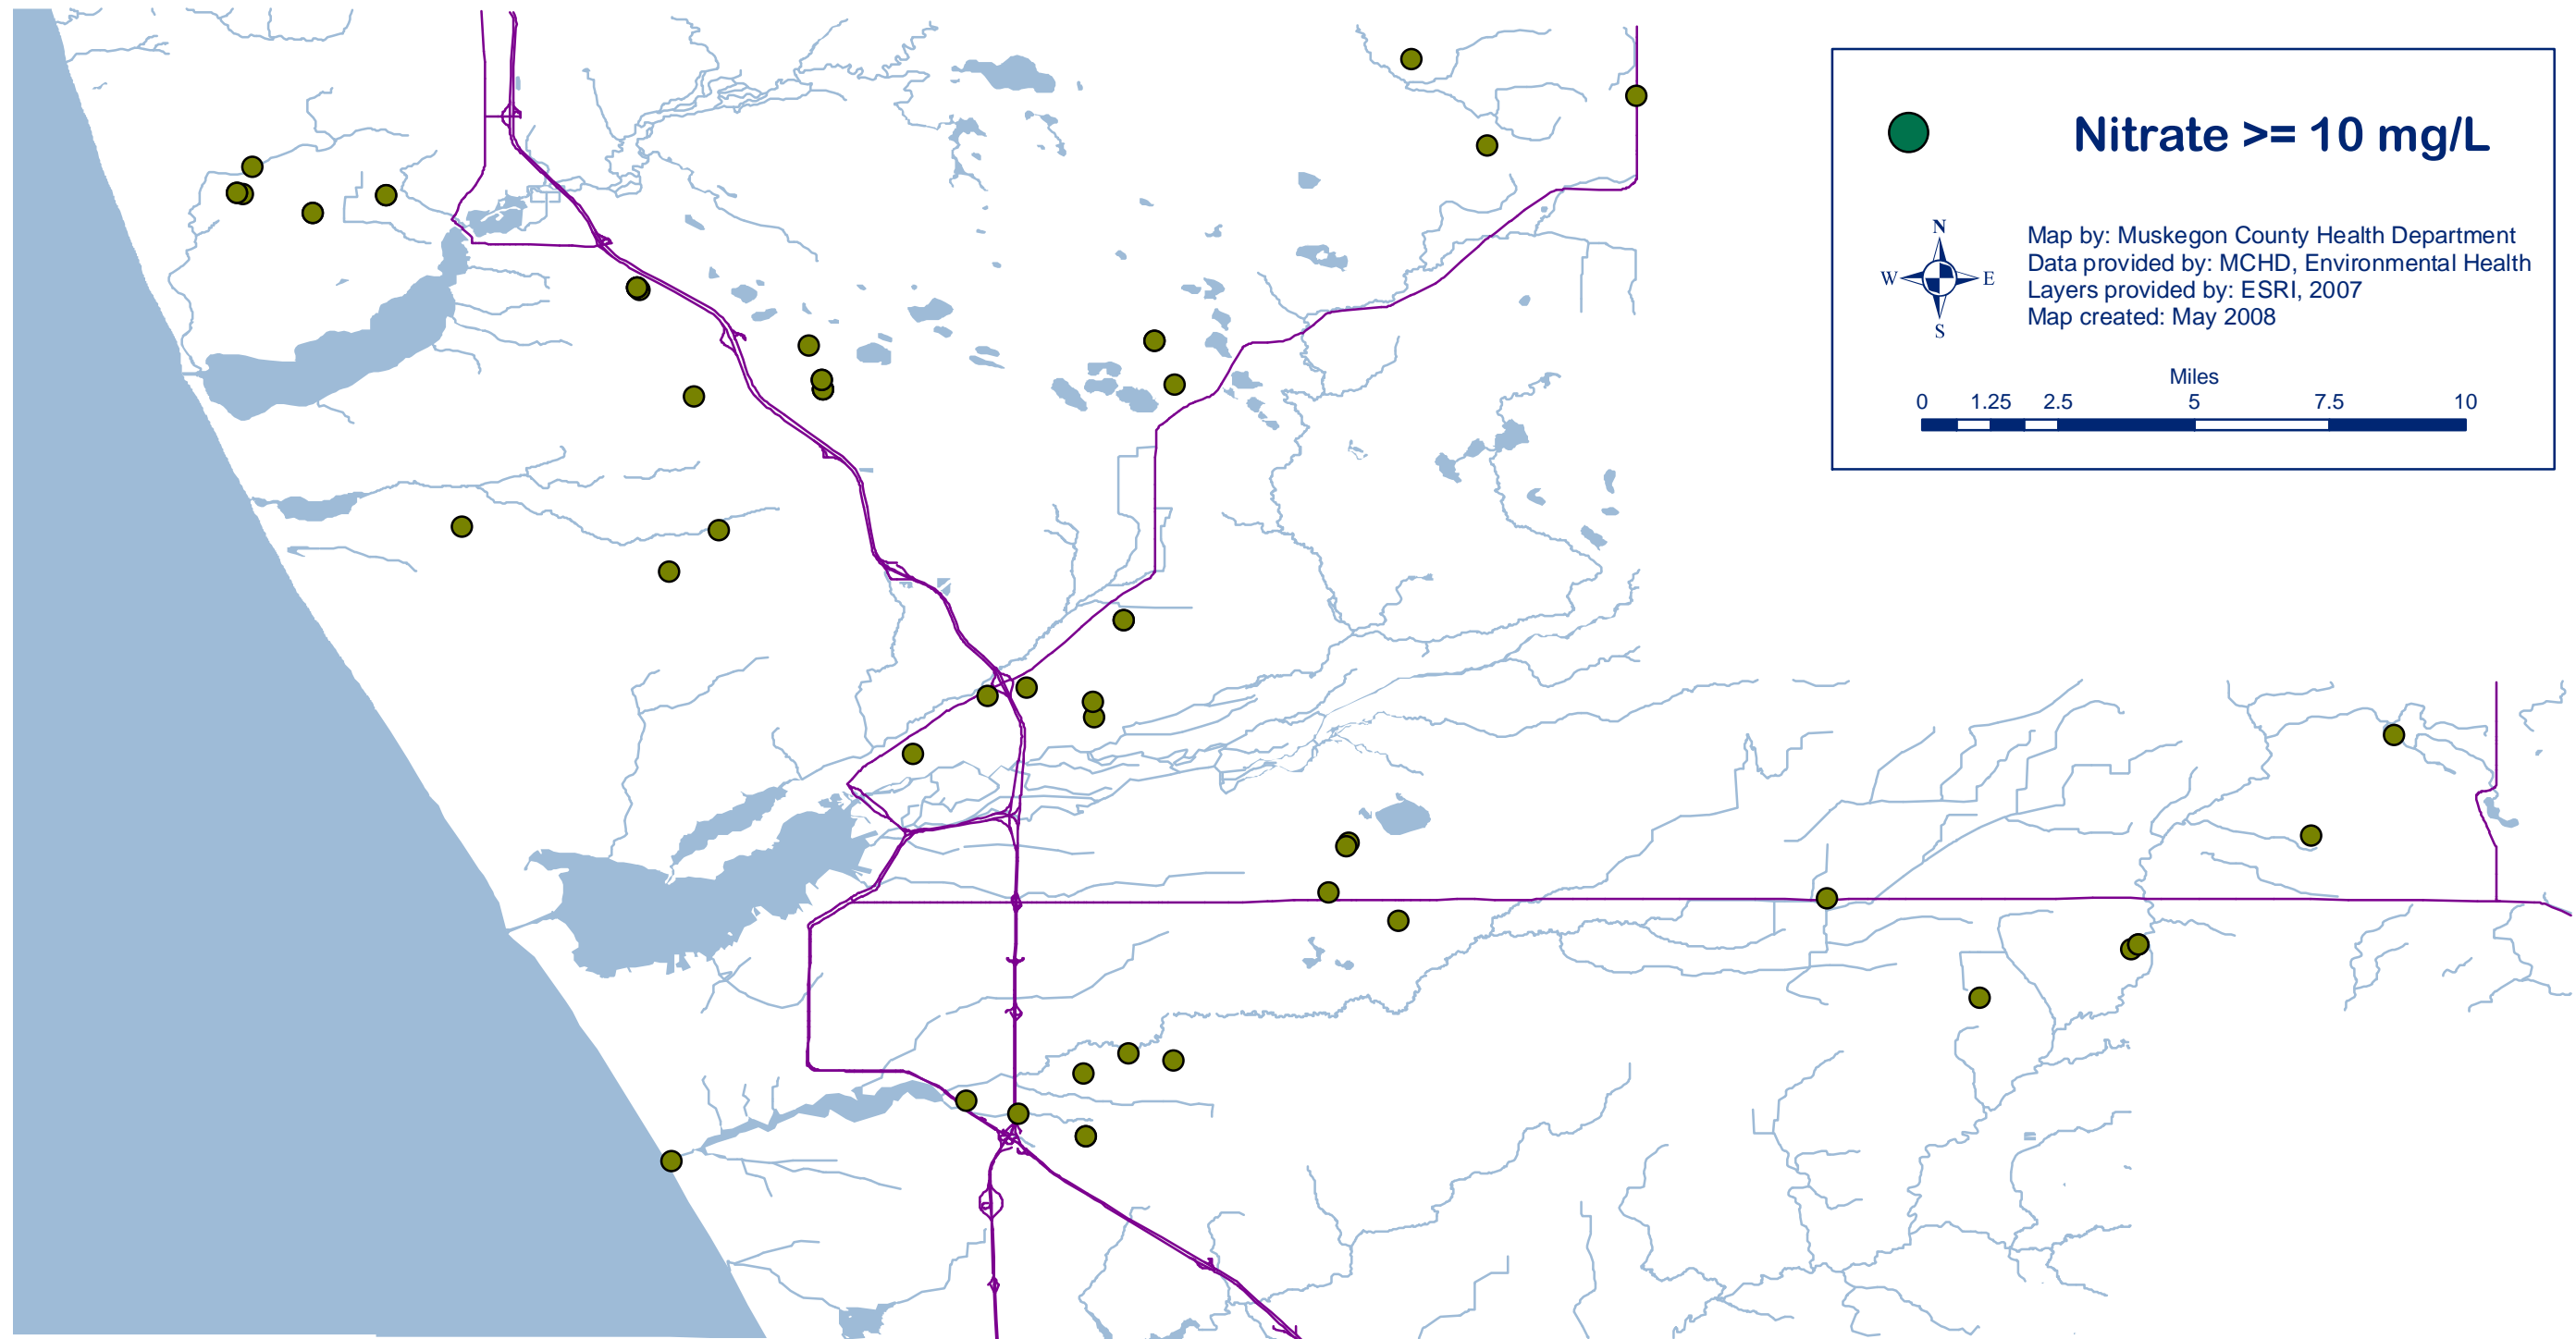 Nitrate >= 10 mg/L
N
W E
S
Map by: Muskegon County Health Department
Data provided by: MCHD, Environmental Health
Layers provided by: ESRI, 2007
Map created: May 2008
Miles
0 1.25 2.5 5 7.5 10